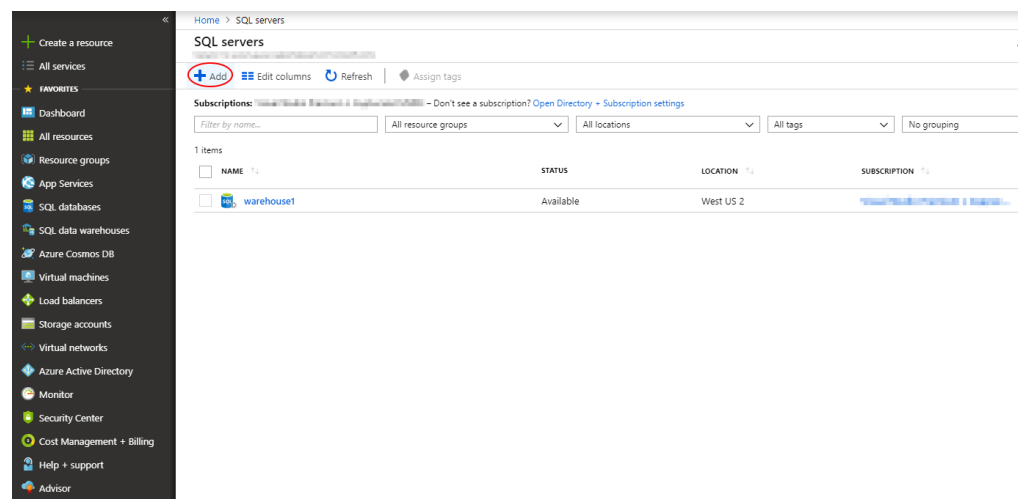 «
Create a resource
All services
FAVORITES
Dashboard
All resources
Resource groups
App Services
SQL databases
SQL data warehouses
Azure Cosmos DB
Virtual machines
Load balancers
Storage accounts
Virtual networks
Azure Active Directory
Monitor
Security Center
Cost Management + Billing
Help + support
Advisor
Home > SQL servers
SQL servers
Add Edit columns Refresh Assign tags
Subscriptions: – Don't see a subscription? Open Directory + Subscription settings
Filter by name... All resource groups All locations All tags No grouping
1 items
NAME STATUS LOCATION SUBSCRIPTION
SQL warehouse1 Available West US 2